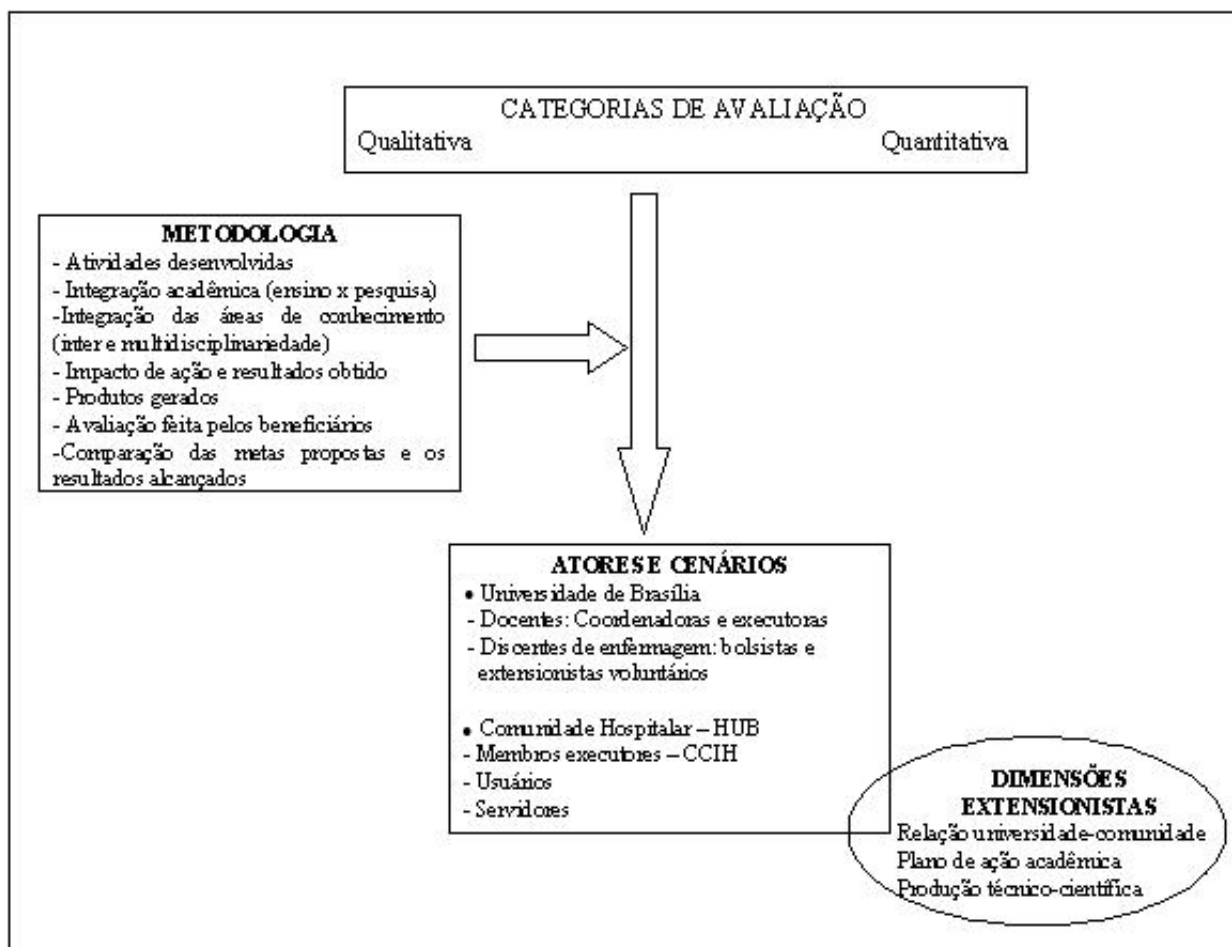 CATEGORIAS DE AVALIAÇÃO
Qualitativa Quantitativa
METODOLOGIA
- Atividades desenvolvidas
- Integração acadêmica (ensino x pesquisa)
-Integração das áreas de conhecimento
(inter e multidisciplinariedade)
- Impacto de ação e resultados obtido
- Produtos gerados
- Avaliação feita pelos beneficiários
-Comparação das metas propostas e os
resultados alcançados
ATORES E CENÁRIOS
• Universidade de Brasília
- Docentes: Coordenadoras e executoras
- Discentes de enfermagem: bolsistas e
extensionistas voluntários
• Comunidade Hospitalar – HUB
- Membros executores – CCIH
- Usuários
- Servidores
DIMENSÕES
EXTENSIONISTAS
Relação universidade-comunidade
Plano de ação acadêmica
Produção técnico-científica